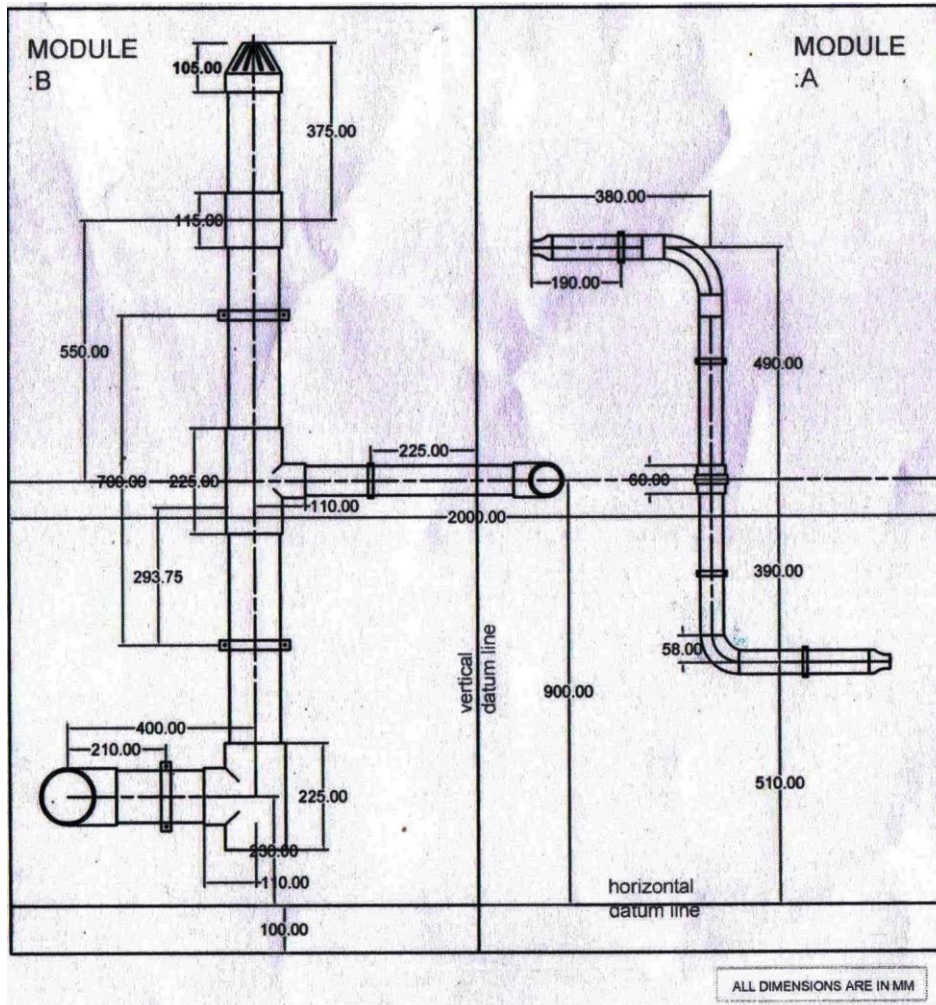 MODULE
:B
MODULE
:A
105.00
375.00
115.00
380.00
190.00
550.00
490.00
700.00
225.00
225.00
60.00
110.00
2000.00
293.75
390.00
58.00
vertical
datum line
900.00
400.00
210.00
225.00
510.00
230.00
110.00
horizontal
datum line
100.00
ALL DIMENSIONS ARE IN MM